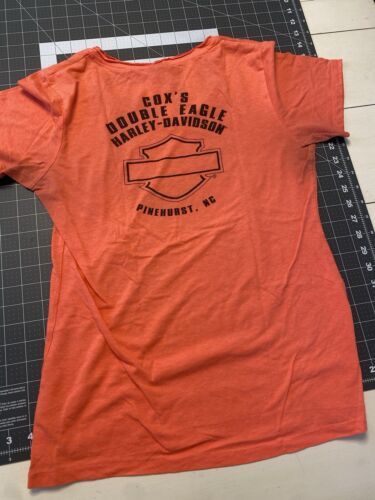 COX'S
DOUBLE EAGLE
HARLEY-DAVIDSON
PINEHURST, NC